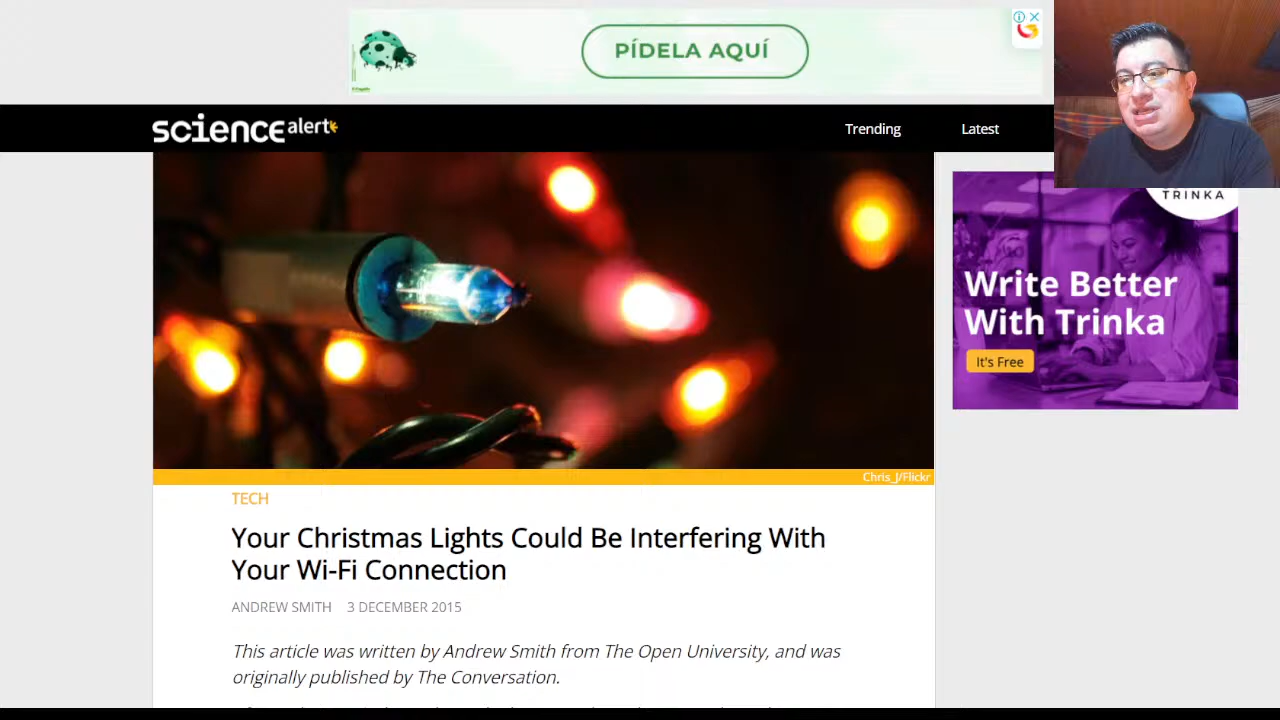 PÍDELA AQUÍ
sciencealert
Trending
Latest
TRINKA
Write Better
With Trinka
It's Free
Chris_J/Flickr
TECH
Your Christmas Lights Could Be Interfering With
Your Wi-Fi Connection
ANDREW SMITH 3 DECEMBER 2015
This article was written by Andrew Smith from The Open University, and was
originally published by The Conversation.